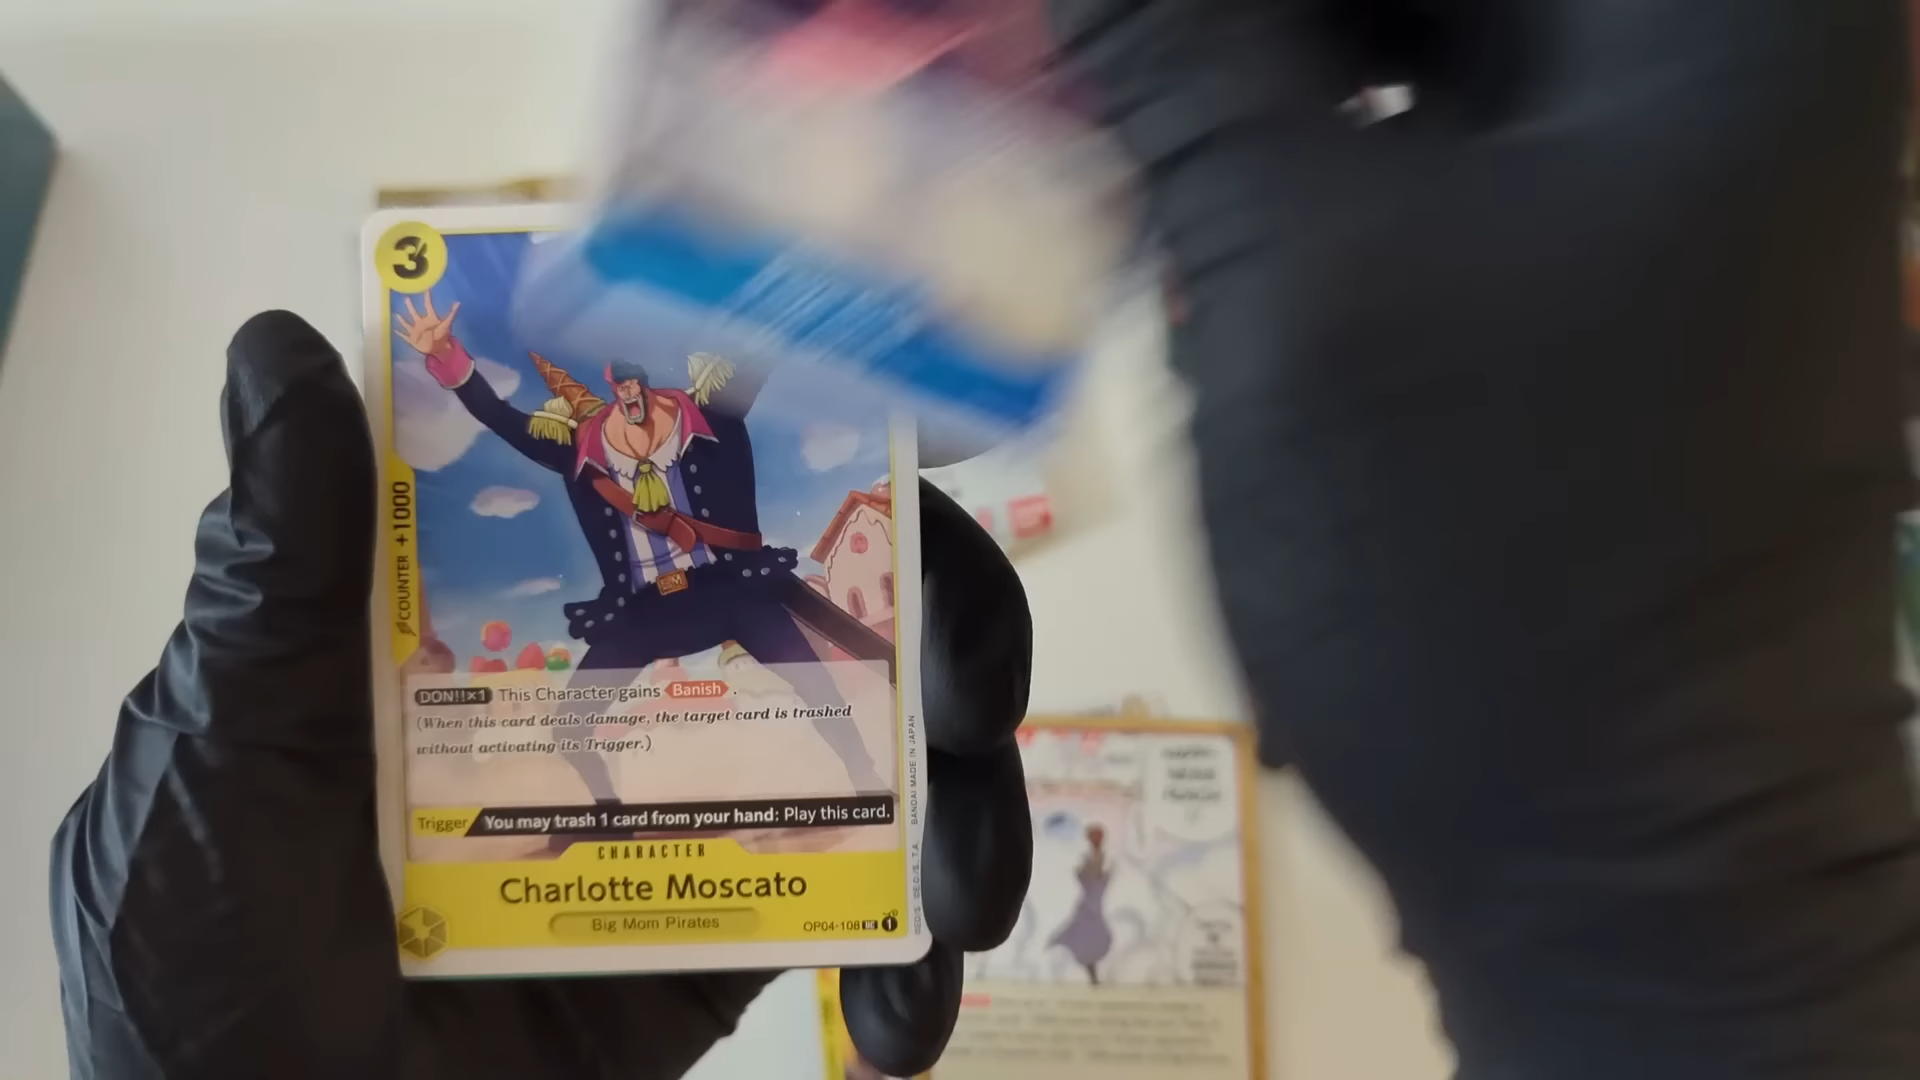 3
COUNTER +1000
DON!!×1 This Character gains Banish .
(When this card deals damage, the target card is trashed
without activating its Trigger.)
Trigger You may trash 1 card from your hand: Play this card.
CHARACTER
Charlotte Moscato
Big Mom Pirates
OP04-108 UC 1
BANDAI MADE IN JAPAN